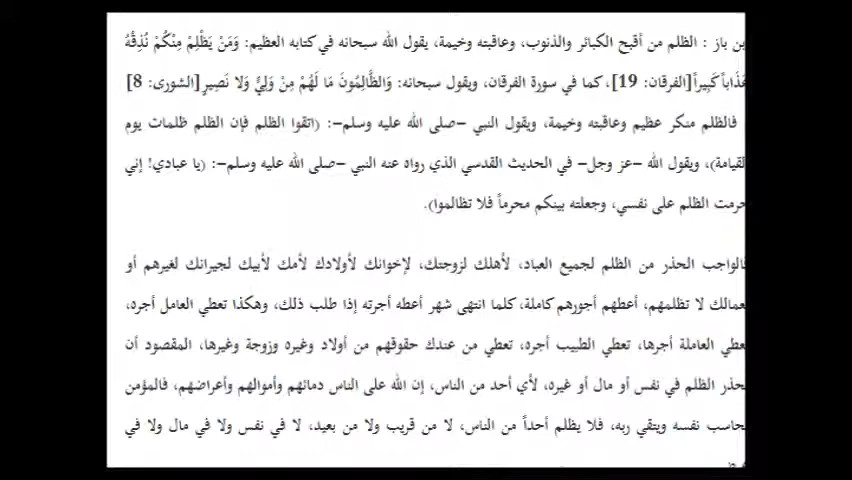 بن باز : الظلم من أقبح الكبائر والذنوب، وعاقبته وخيمة، يقول الله سبحانه في كتابه العظيم: وَمَنْ يَظْلِمْ مِنْكُمْ نُذِقْهُ
عَذَاباً كَبِيراً[الفرقان: 19]، كما في سورة الفرقان، ويقول سبحانه: وَالظَّالِمُونَ مَا لَهُمْ مِنْ وَلِيٍّ وَلا نَصِيرٍ[الشورى: 8]
فالظلم منكر عظيم وعاقبته وخيمة، ويقول النبي –صلى الله عليه وسلم–: (اتقوا الظلم فإن الظلم ظلمات يوم
القيامة)، ويقول الله –عز وجل– في الحديث القدسي الذي رواه عنه النبي –صلى الله عليه وسلم–: (يا عبادي! إني
حرمت الظلم على نفسي، وجعلته بينكم محرماً فلا تظالموا).
فالواجب الحذر من الظلم لجميع العباد، لأهلك لزوجتك، لإخوانك لأولادك لأمك لأبيك لجيرانك لغيرهم أو
لعمالك لا تظلمهم، أعطهم أجورهم كاملة، كلما انتهى شهر أعطه أجرته إذا طلب ذلك، وهكذا تعطي العامل أجره،
تعطي العاملة أجرها، تعطي الطبيب أجره، تعطي من عندك حقوقهم من أولاد وغيره وزوجة وغيرها، المقصود أن
تحذر الظلم في نفس أو مال أو غيره، لأي أحد من الناس، إن الله على الناس دمائهم وأموالهم وأعراضهم، فالمؤمن
يحاسب نفسه ويتقي ربه، فلا يظلم أحداً من الناس، لا من قريب ولا من بعيد، لا في نفس ولا في مال ولا في